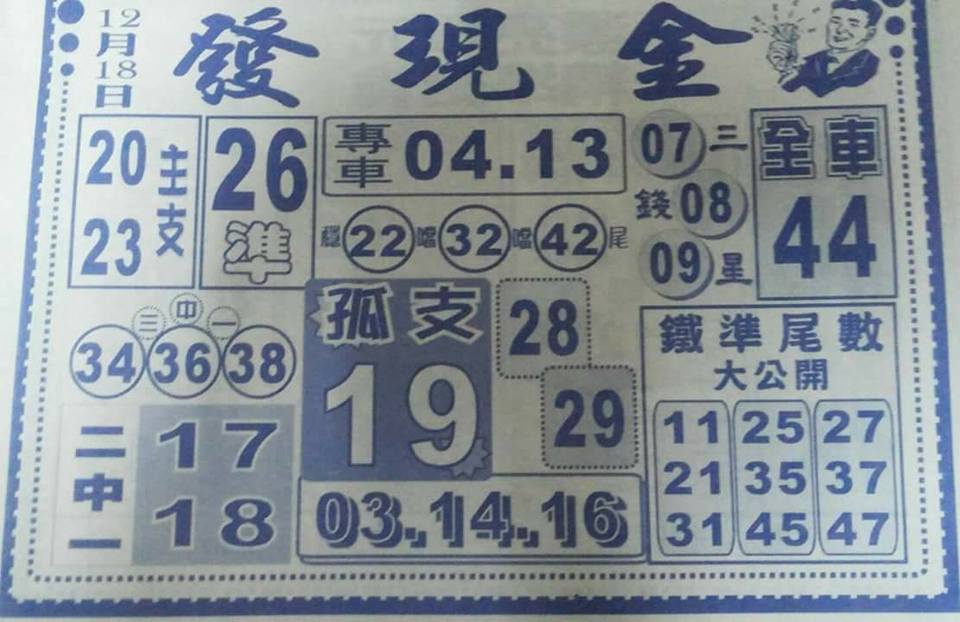 12月18日
發現金
20
23
主支
26
準
專車
04.13
穩
22
噹
32
噹
42
尾
07
08
09
三
錢
星
全車
44
三中一
34
36
38
孤支
19
28
29
鐵準尾數
大公開
11 25 27
21 35 37
31 45 47
二中一
17
18
03.14.16